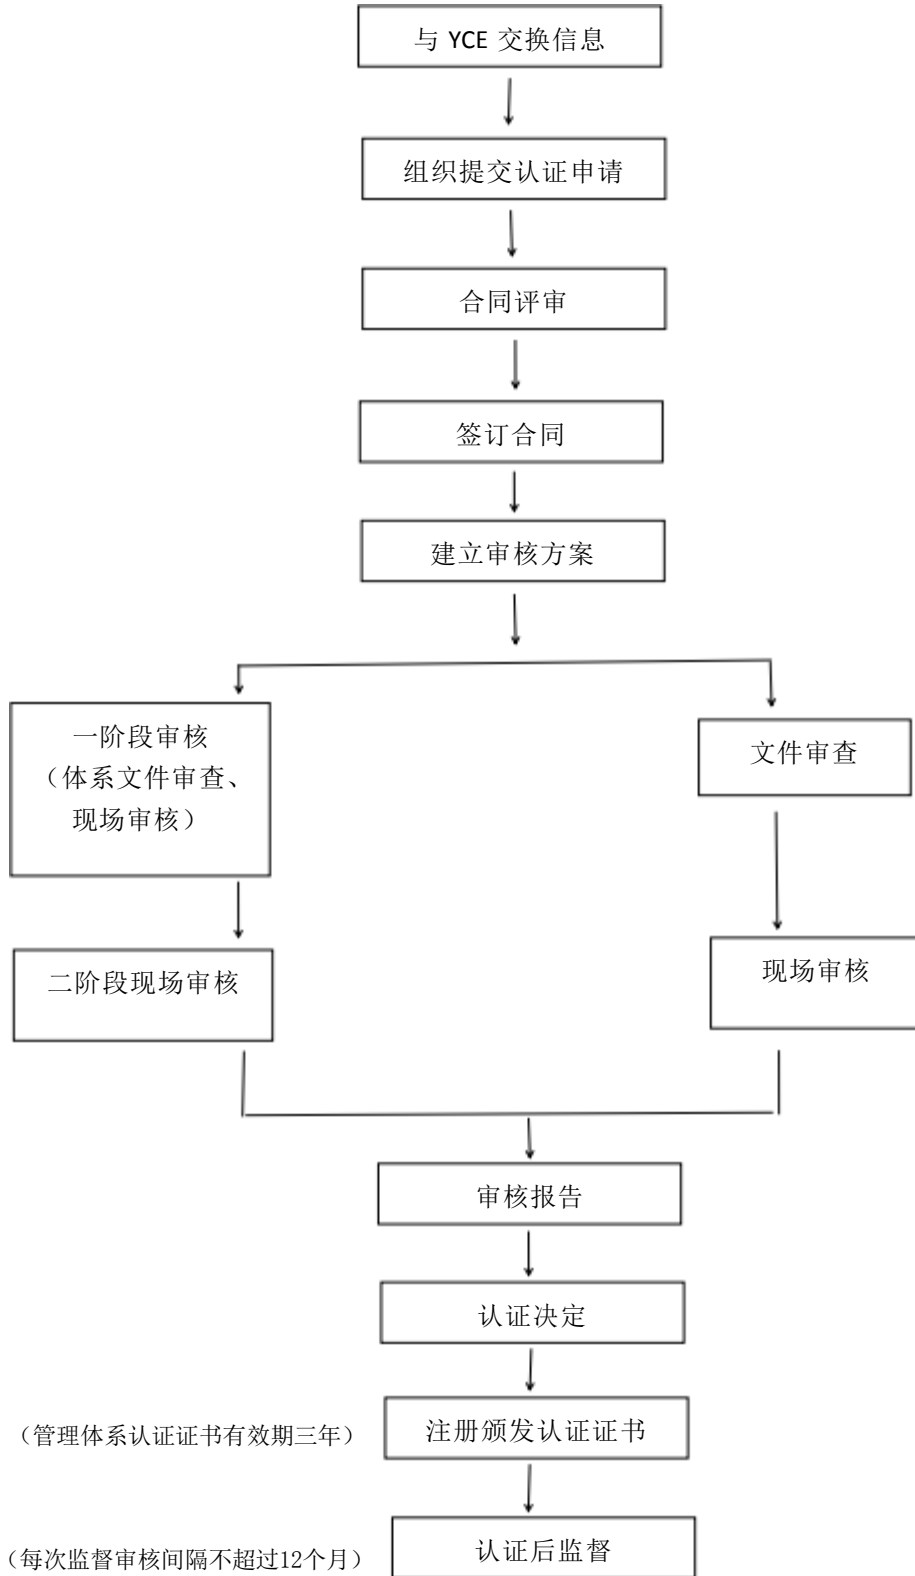 与 YCE 交换信息
组织提交认证申请
合同评审
签订合同
建立审核方案
一阶段审核
（体系文件审查、
现场审核）
文件审查
二阶段现场审核
现场审核
审核报告
认证决定
（管理体系认证证书有效期三年）
注册颁发认证证书
（每次监督审核间隔不超过12个月）
认证后监督